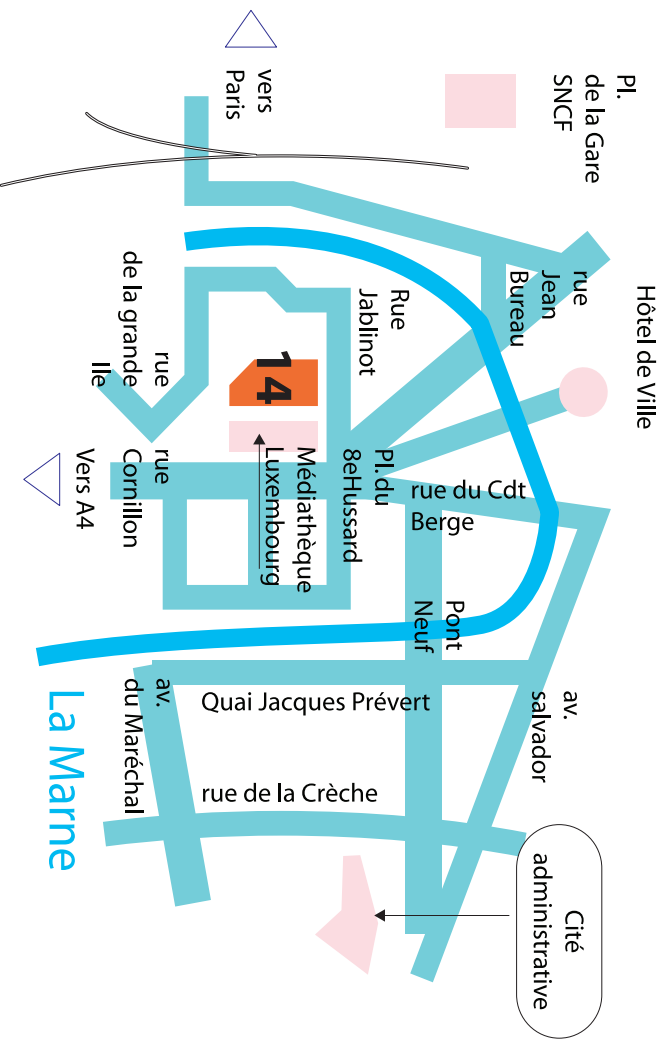 Pl.
de la Gare
SNCF
vers
Paris
Hôtel de Ville
rue
Jean
Bureau
Rue
Jablinot
rue
de la grande
Ile
14
Médiathèque
Luxembourg
Pl.du
8eHussard
rue
Cornillon
Vers A4
rue du Cdt
Berge
Pont
Neuf
av.
salvador
Quai Jacques Prévert
av.
du Maréchal
rue de la Crèche
La Marne
Cité
administrative